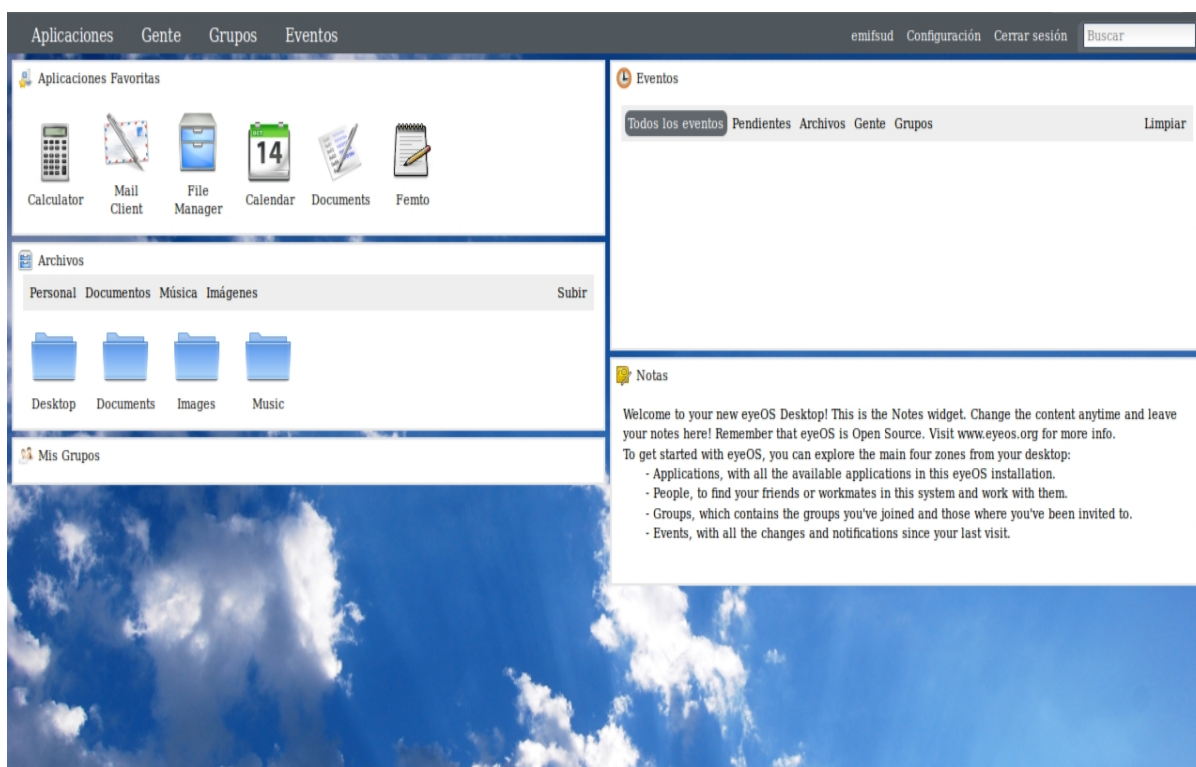 Aplicaciones Gente Grupos Eventos emifsud Configuración Cerrar sesión Buscar
Aplicaciones Favoritas
OCT
14
Calculator Mail Client File Manager Calendar Documents Femto
Archivos
Personal Documentos Música Imágenes Subir
Desktop Documents Images Music
Mis Grupos
Eventos
Todos los eventos Pendientes Archivos Gente Grupos Limpiar
Notas
Welcome to your new eyeOS Desktop! This is the Notes widget. Change the content anytime and leave
your notes here! Remember that eyeOS is Open Source. Visit www.eyeos.org for more info.
To get started with eyeOS, you can explore the main four zones from your desktop:
- Applications, with all the available applications in this eyeOS installation.
- People, to find your friends or workmates in this system and work with them.
- Groups, which contains the groups you've joined and those where you've been invited to.
- Events, with all the changes and notifications since your last visit.